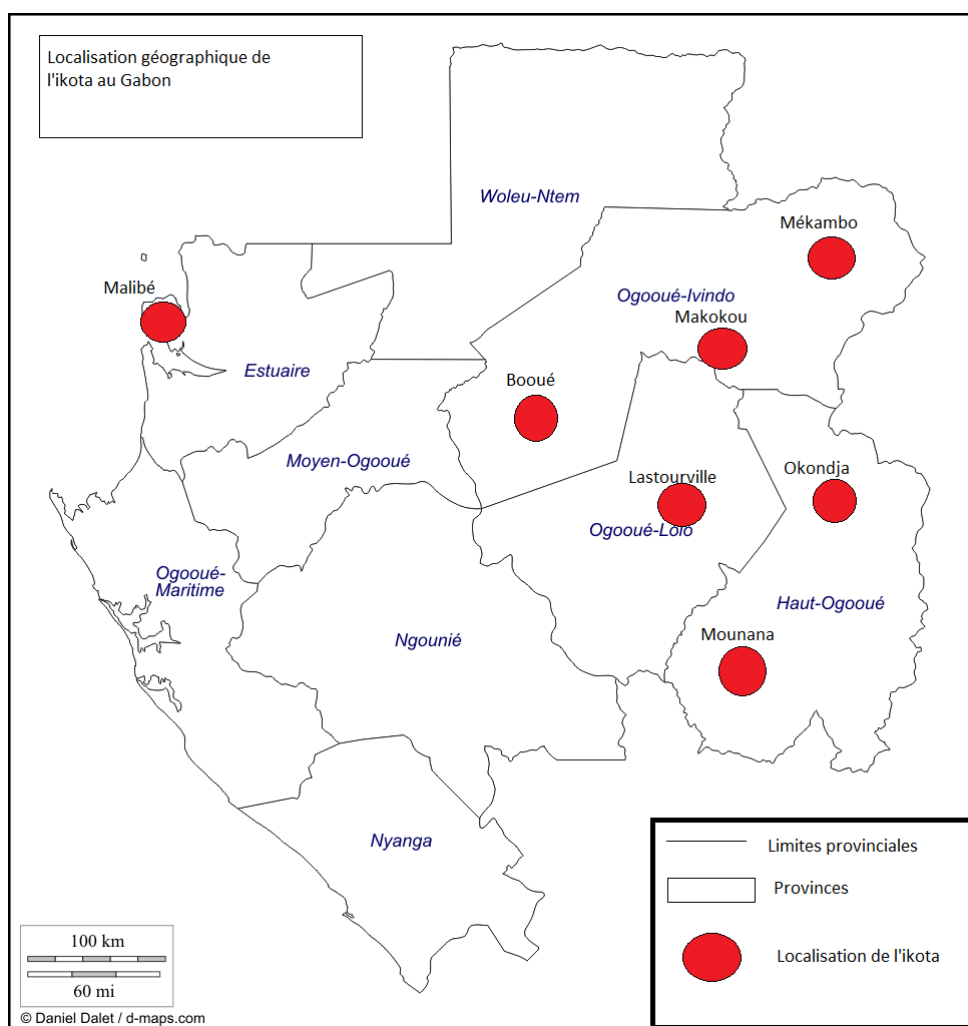 Localisation géographique de
l'ikota au Gabon
Woleu-Ntem
Mékambo
Malibé
Ogooué-Ivindo
Makokou
Estuaire
Booué
Moyen-Ogooué
Lastourville
Okondja
Ogooué-Lolo
Ogooué-
Maritime
Haut-Ogooué
Ngounié
Mounana
Nyanga
Limites provinciales
Provinces
Localisation de l'ikota
100 km
60 mi
© Daniel Dalet / d-maps.com